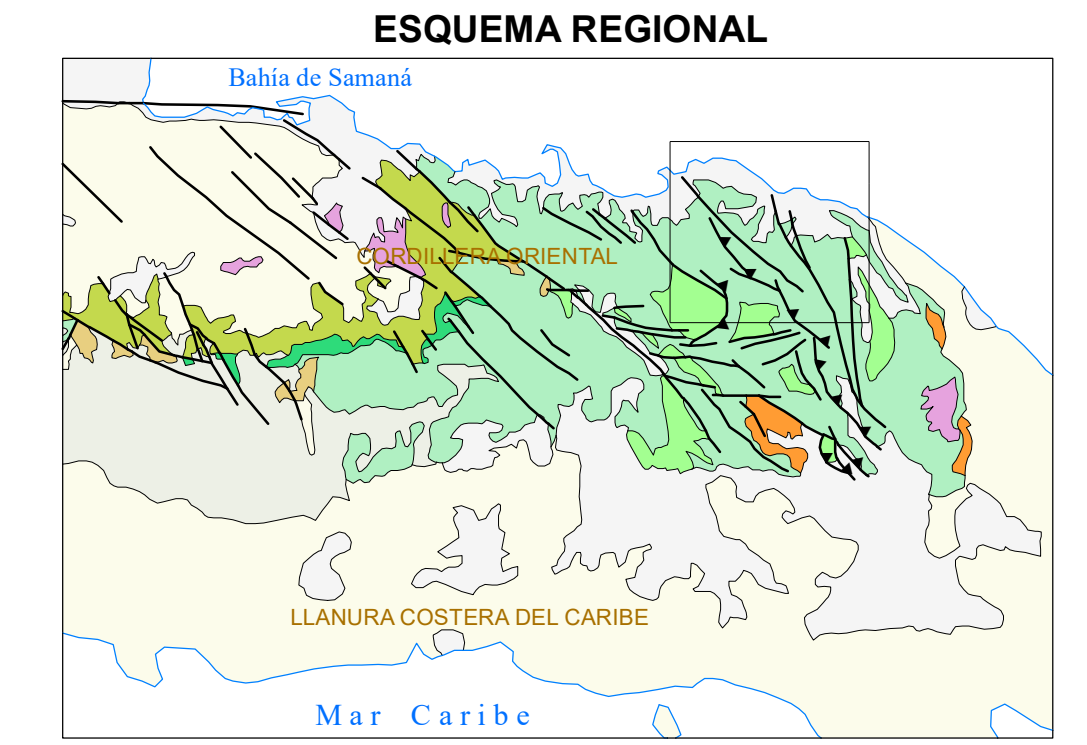 ESQUEMA REGIONAL
Bahía de Samaná
CORDILLERA ORIENTAL
LLANURA COSTERA DEL CARIBE
Mar Caribe